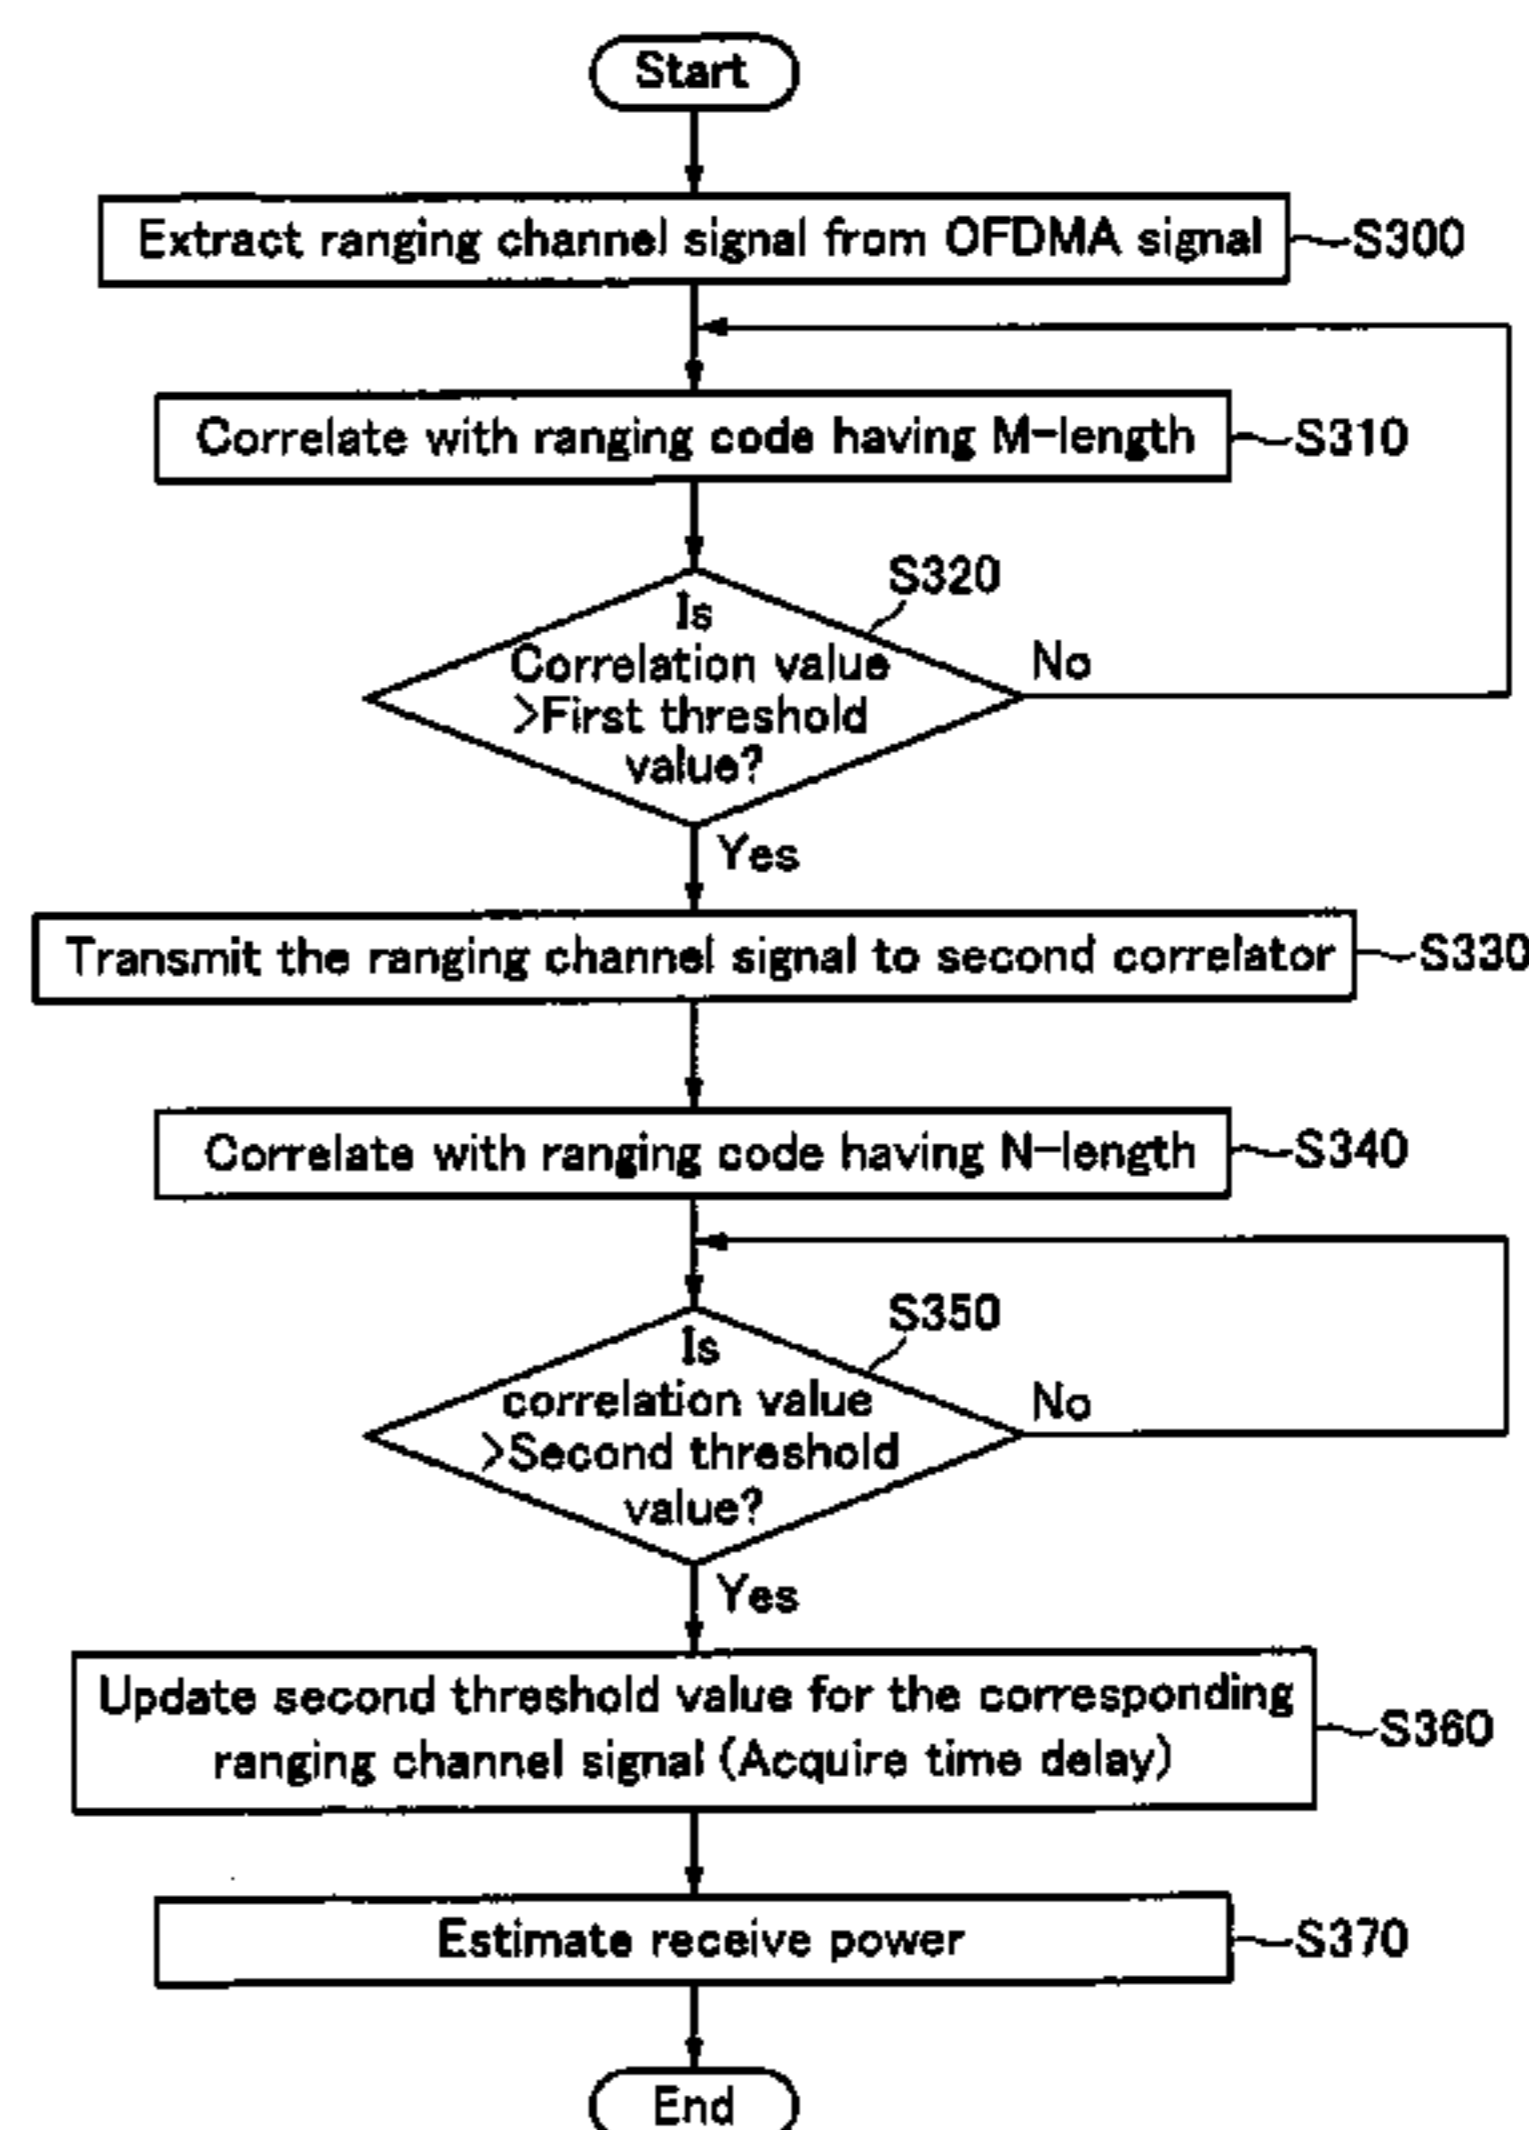 Start
Extract ranging channel signal from OFDMA signal
S300
Correlate with ranging code having M-length
S310
S320
Is
Correlation value
>First threshold
value?
No
Yes
Transmit the ranging channel signal to second correlator
S330
Correlate with ranging code having N-length
S340
S350
Is
correlation value
>Second threshold
value?
No
Yes
Update second threshold value for the corresponding
ranging channel signal (Acquire time delay)
S360
Estimate receive power
S370
End